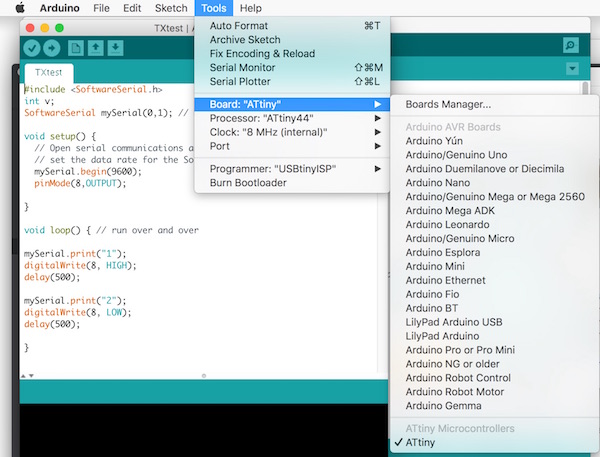 Arduino File Edit Sketch Tools Help
TXtest | A
Auto Format ⌘T
Archive Sketch
Fix Encoding & Reload
Serial Monitor ⇧⌘M
Serial Plotter ⇧⌘L
Board: "ATtiny"
Processor: "ATtiny44"
Clock: "8 MHz (internal)"
Port
Programmer: "USBtinyISP"
Burn Bootloader
Boards Manager...
Arduino AVR Boards
Arduino Yún
Arduino/Genuino Uno
Arduino Duemilanove or Diecimila
Arduino Nano
Arduino/Genuino Mega or Mega 2560
Arduino Mega ADK
Arduino Leonardo
Arduino/Genuino Micro
Arduino Esplora
Arduino Mini
Arduino Ethernet
Arduino Fio
Arduino BT
LilyPad Arduino USB
LilyPad Arduino
Arduino Pro or Pro Mini
Arduino NG or older
Arduino Robot Control
Arduino Robot Motor
Arduino Gemma
ATtiny Microcontrollers
✓ ATtiny
TXtest
#include <SoftwareSerial.h>
int v;
SoftwareSerial mySerial(0,1); //
void setup() {
// Open serial communications a
// set the data rate for the So
mySerial.begin(9600);
pinMode(8,OUTPUT);
}
void loop() { // run over and over
mySerial.print("1");
digitalWrite(8, HIGH);
delay(500);
mySerial.print("2");
digitalWrite(8, LOW);
delay(500);
}